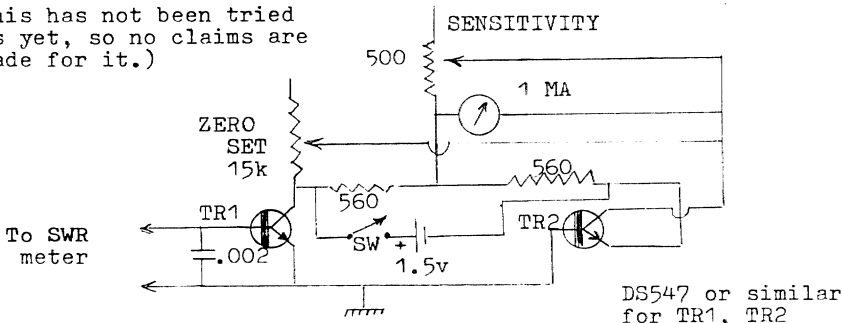 his has not been tried
s yet, so no claims are
ade for it.)
SENSITIVITY
500
1 MA
ZERO
SET
15k
560
560
TR1
TR2
To SWR
meter
.002
SW
+
1.5v
DS547 or similar
for TR1, TR2